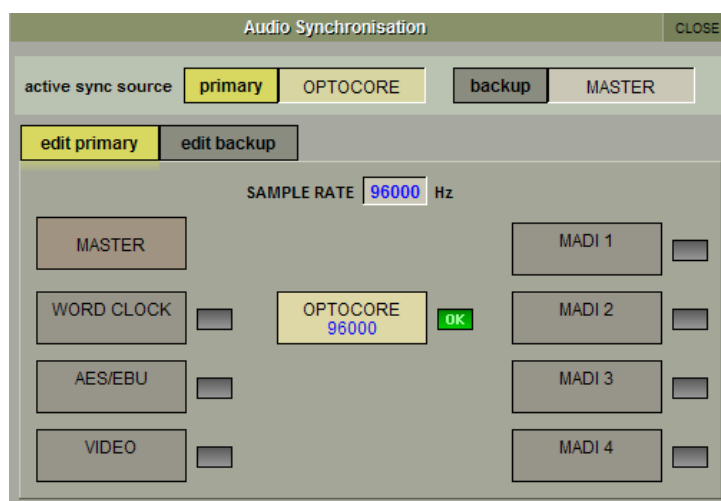 Audio Synchronisation CLOSE
active sync source primary OPTOCORE backup MASTER
edit primary edit backup
SAMPLE RATE 96000 Hz
MASTER MADI 1
WORD CLOCK OPTOCORE 96000 OK MADI 2
AES/EBU MADI 3
VIDEO MADI 4